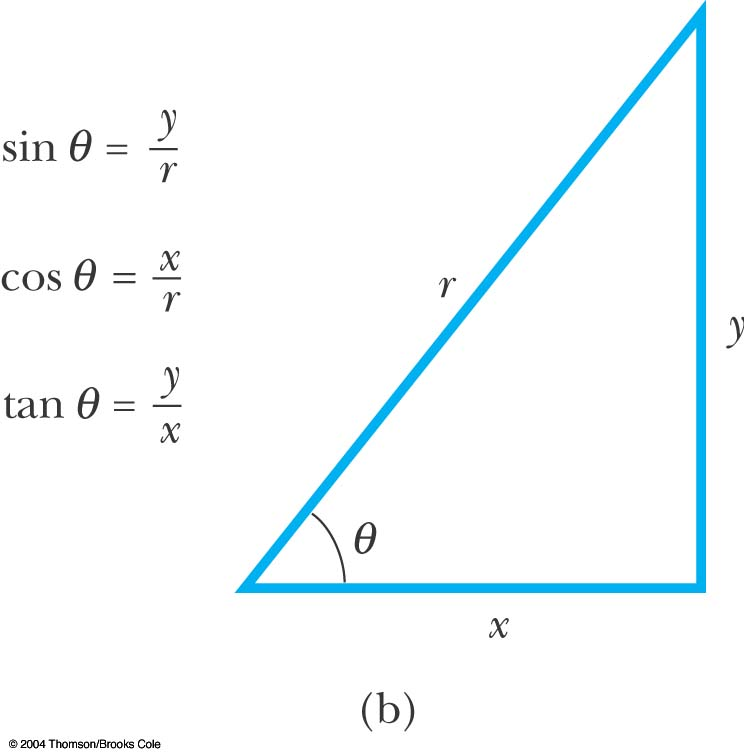 sin θ = y/r
cos θ = x/r
tan θ = y/x
r
y
θ
x
(b)
© 2004 Thomson/Brooks Cole